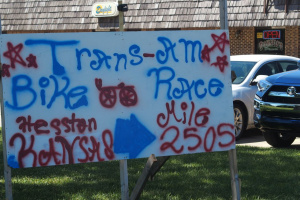 Trans-Am
Bike Race
Hesston
KANSAS
Mile
2505